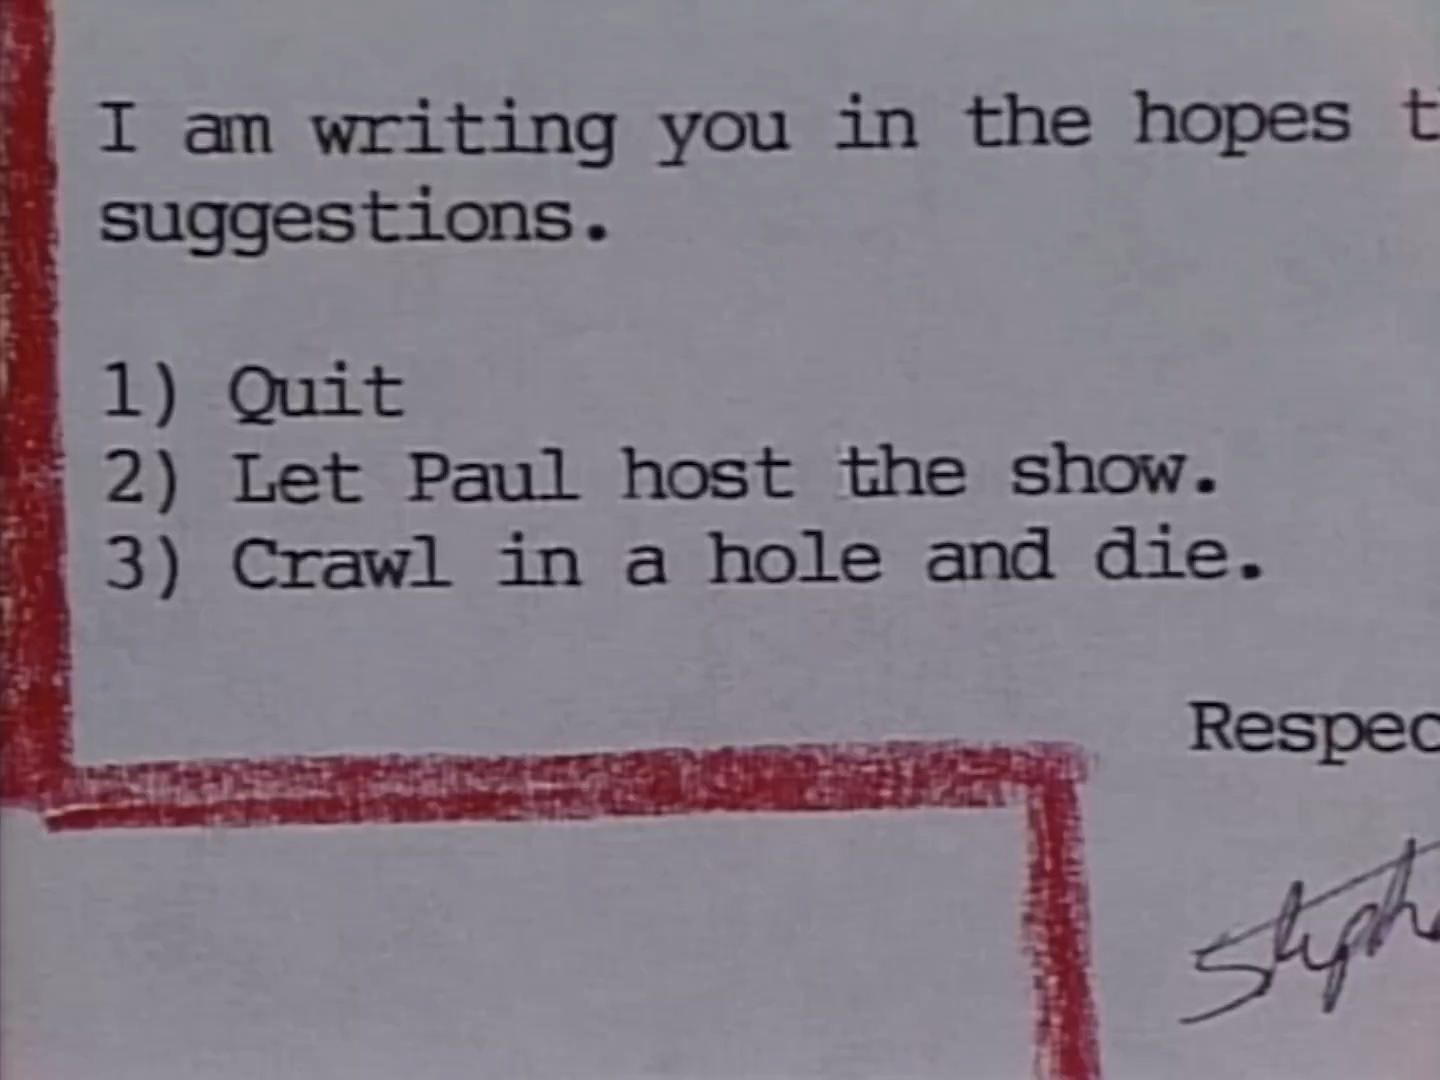 I am writing you in the hopes t
suggestions.
1) Quit
2) Let Paul host the show.
3) Crawl in a hole and die.
Respec
Steph